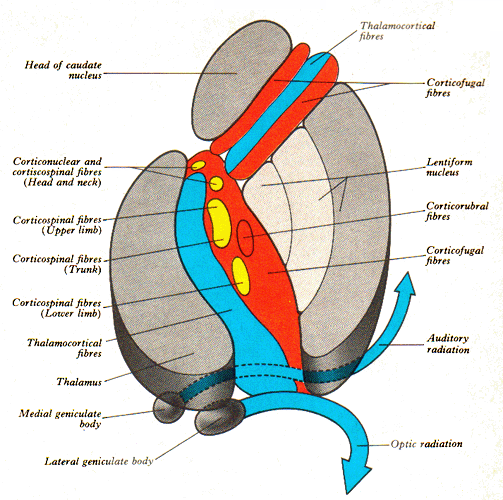 Thalamocortical
fibres
Head of caudate
nucleus
Corticofugal
fibres
Corticonuclear and
cortiscospinal fibres
(Head and neck)
Lentiform
nucleus
Corticospinal fibres
(Upper limb)
Corticorubral
fibres
Corticospinal fibres
(Trunk)
Corticofugal
fibres
Corticospinal fibres
(Lower limb)
Thalamocortical
fibres
Auditory
radiation
Thalamus
Medial geniculate
body
Optic radiation
Lateral geniculate body